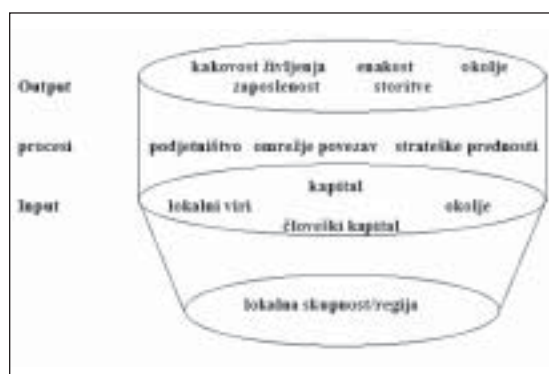 kakovost življenja enakost okolje
Output zaposlenost storitve
procesi podjetništvo omrežje povezav strateške prednosti
kapital
Input lokalni viri okolje
človeški kapital
lokalna skupnost/regija